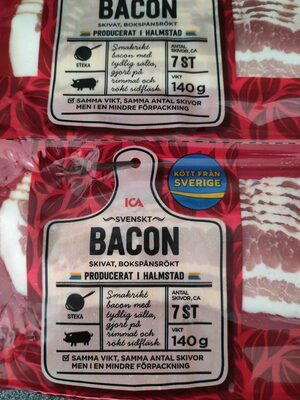 BACON
SKIVAT, BOKSPÅNSRÖKT
PRODUCERAT I HALMSTAD
STEKA
Smakrikt
bacon med
tydlig sälta,
gjort på
rimmat och
rökt sidfläsk.
ANTAL
SKIVOR, CA
7 ST
VIKT
140 g
SAMMA VIKT, SAMMA ANTAL SKIVOR
MEN I EN MINDRE FÖRPACKNING
ICA
KÖTT FRÅN
SVERIGE
SVENSKT
BACON
SKIVAT, BOKSPÅNSRÖKT
PRODUCERAT I HALMSTAD
STEKA
Smakrikt
bacon med
tydlig sälta,
gjort på
rimmat och
rökt sidfläsk.
ANTAL
SKIVOR, CA
7 ST
VIKT
140 g
SAMMA VIKT, SAMMA ANTAL SKIVOR
MEN I EN MINDRE FÖRPACKNING